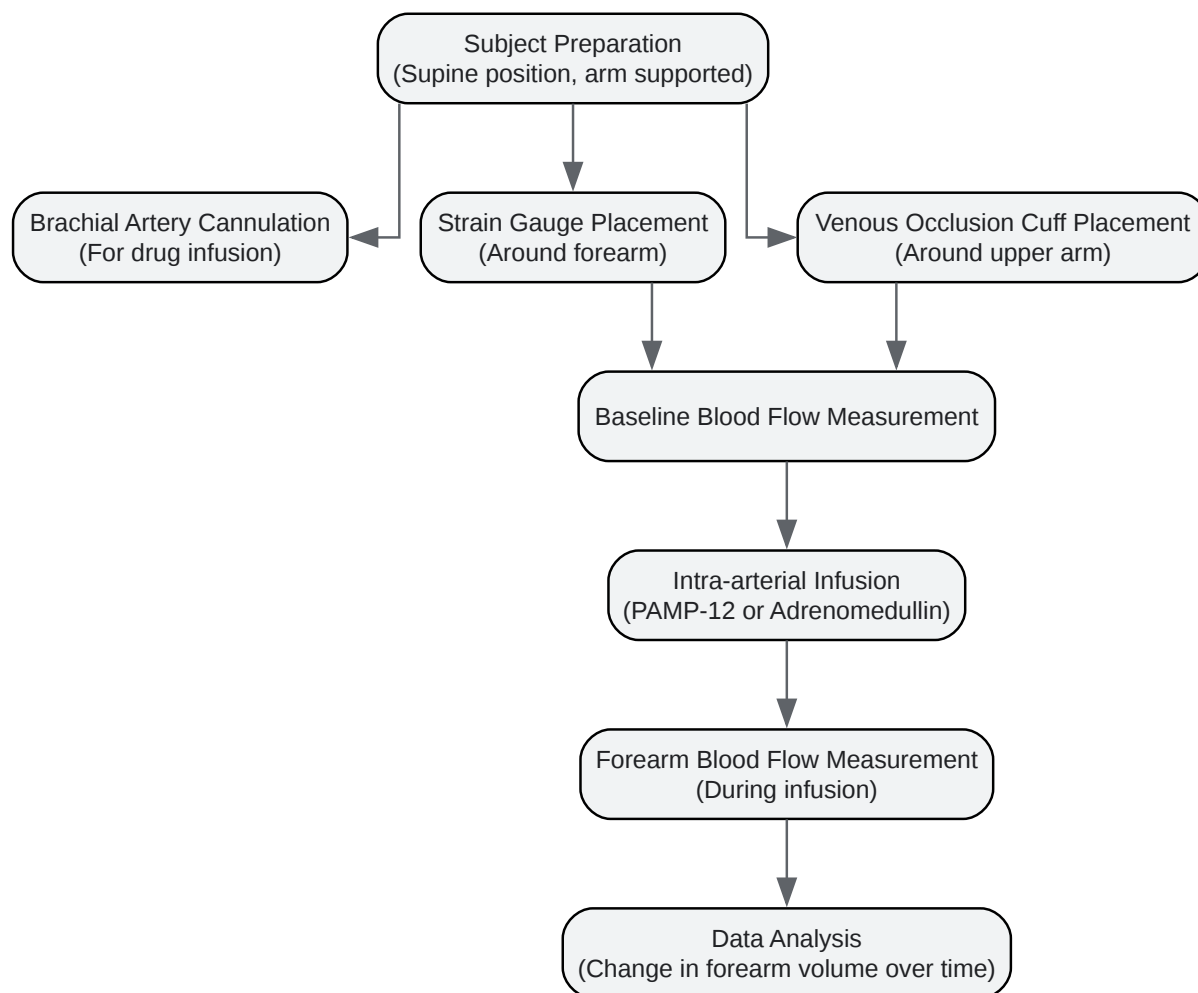 Subject Preparation
(Supine position, arm supported)
Brachial Artery Cannulation
(For drug infusion)
Strain Gauge Placement
(Around forearm)
Venous Occlusion Cuff Placement
(Around upper arm)
Baseline Blood Flow Measurement
Intra-arterial Infusion
(PAMP-12 or Adrenomedullin)
Forearm Blood Flow Measurement
(During infusion)
Data Analysis
(Change in forearm volume over time)